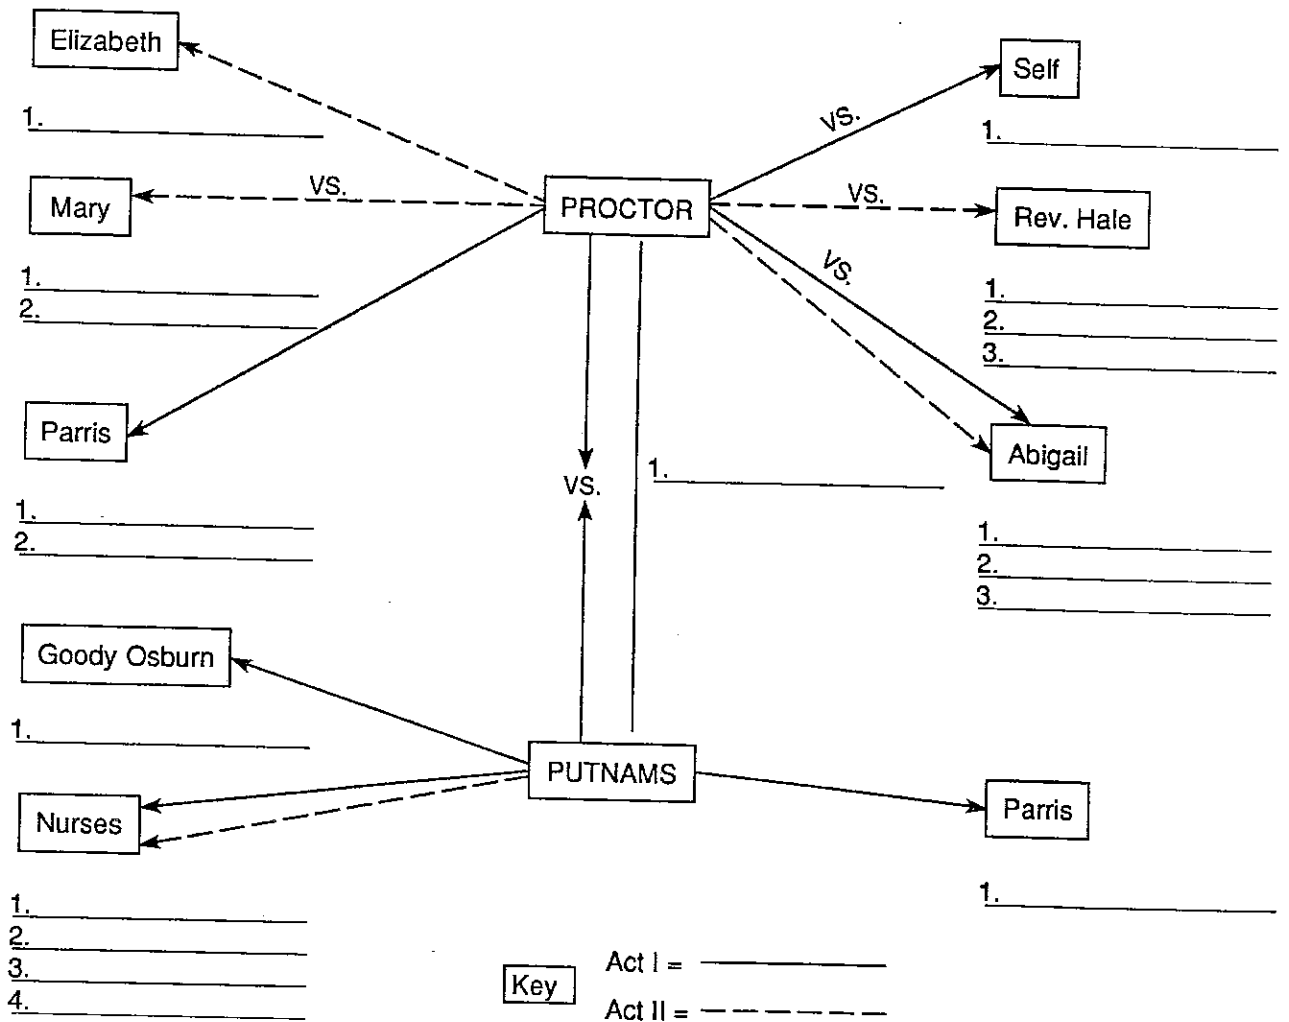 Elizabeth
Self
VS.
1.
1.
Mary
VS.
PROCTOR
VS.
Rev. Hale
VS.
1.
2.
1.
2.
3.
Parris
Abigail
VS.
1.
1.
2.
1.
2.
3.
Goody Osburn
1.
PUTNAMS
Nurses
Parris
1.
1.
2.
3.
4.
Key
Act I =
Act II =